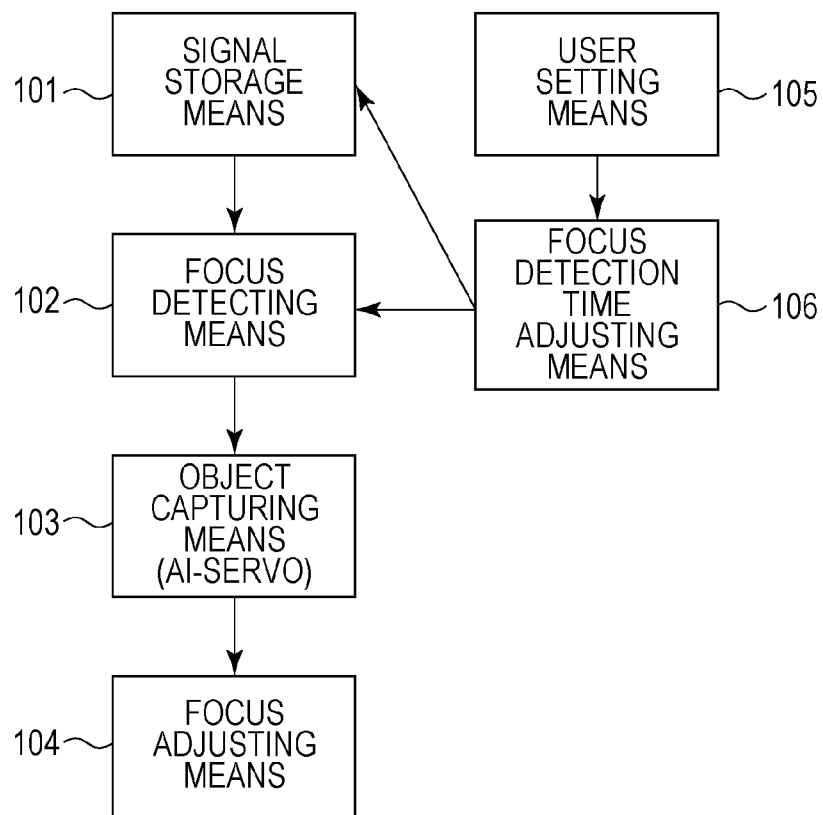 101
SIGNAL
STORAGE
MEANS
USER
SETTING
MEANS
105
102
FOCUS
DETECTING
MEANS
FOCUS
DETECTION
TIME
ADJUSTING
MEANS
106
103
OBJECT
CAPTURING
MEANS
(AI-SERVO)
104
FOCUS
ADJUSTING
MEANS